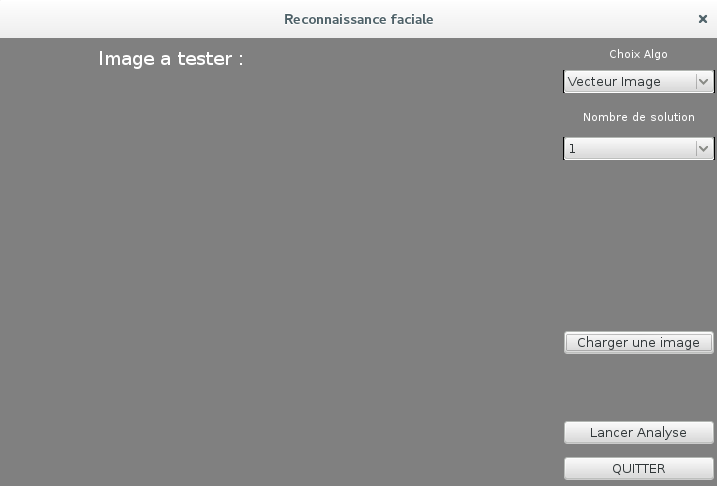 Reconnaissance faciale
Image a tester :
Choix Algo
Vecteur Image
Nombre de solution
1
Charger une image
Lancer Analyse
QUITTER